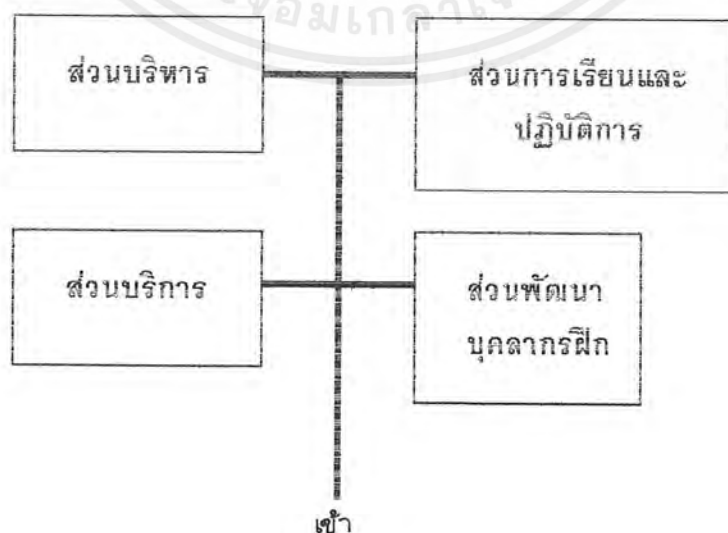 ส่วนบริหาร
ส่วนการเรียนและ
ปฏิบัติการ
ส่วนบริการ
ส่วนพัฒนา
บุคลากรฝึก
เข้า